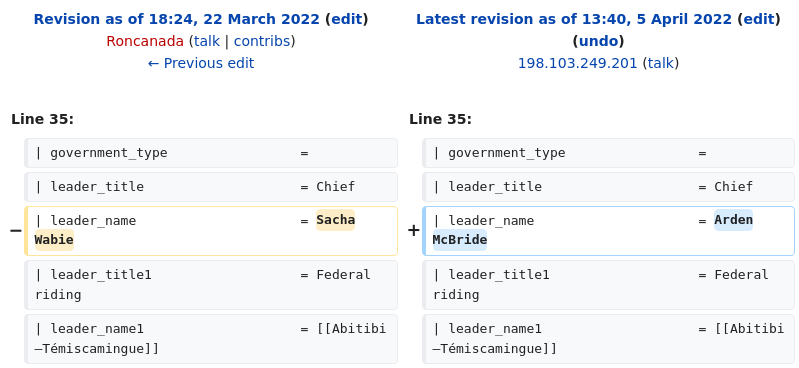 Revision as of 18:24, 22 March 2022 (edit)
Roncanada (talk | contribs)
← Previous edit
Latest revision as of 13:40, 5 April 2022 (edit)
(undo)
198.103.249.201 (talk)
Line 35:
| government_type =
| leader_title = Chief
− | leader_name = Sacha
Wabie
| leader_title1 = Federal
riding
| leader_name1 = [[Abitibi
—Témiscamingue]]
Line 35:
| government_type =
| leader_title = Chief
+ | leader_name = Arden
McBride
| leader_title1 = Federal
riding
| leader_name1 = [[Abitibi
—Témiscamingue]]